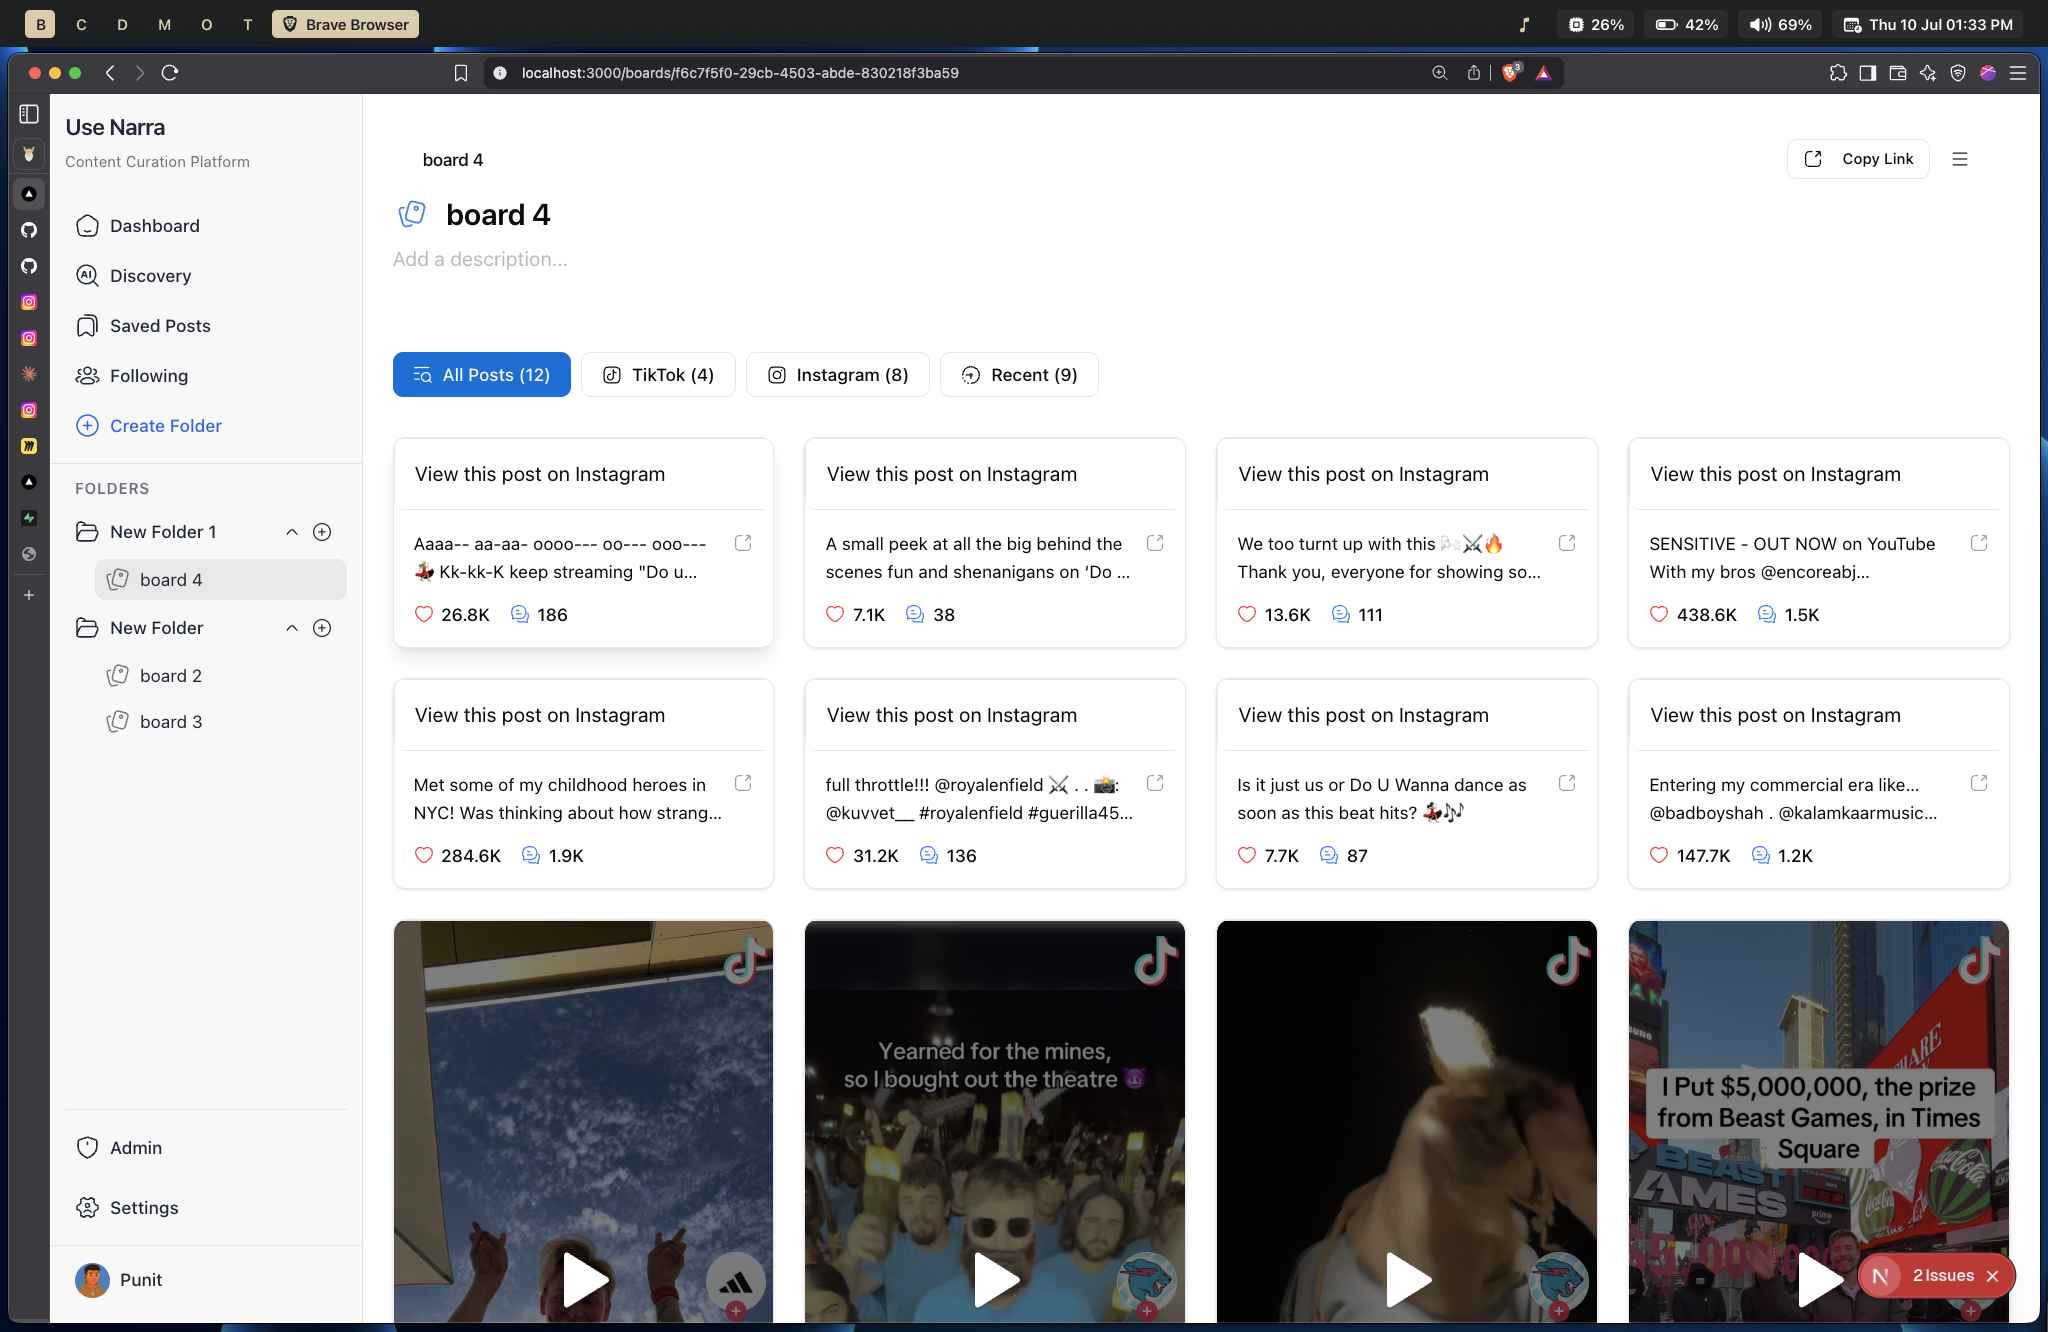 B C D M O T Brave Browser 26% 42% 69% Thu 10 Jul 01:33 PM
localhost:3000/boards/f6c7f5f0-29cb-4503-abde-830218f3ba59 3
Use Narra
Content Curation Platform
Dashboard
Discovery
Saved Posts
Following
Create Folder
FOLDERS
New Folder 1
board 4
New Folder
board 2
board 3
Admin
Settings
Punit
board 4
Copy Link
board 4
Add a description...
All Posts (12) TikTok (4) Instagram (8) Recent (9)
View this post on Instagram
Aaaa-- aa-aa- oooo--- oo--- ooo---
💃 Kk-kk-K keep streaming "Do u...
26.8K 186
View this post on Instagram
A small peek at all the big behind the
scenes fun and shenanigans on ‘Do ...
7.1K 38
View this post on Instagram
We too turnt up with this 🌬️⚔️🔥
Thank you, everyone for showing so...
13.6K 111
View this post on Instagram
SENSITIVE - OUT NOW on YouTube
With my bros @encoreabj...
438.6K 1.5K
View this post on Instagram
Met some of my childhood heroes in
NYC! Was thinking about how strang...
284.6K 1.9K
View this post on Instagram
full throttle!!! @royalenfield ⚔️ . . 📸:
@kuvvet__ #royalenfield #guerilla45...
31.2K 136
View this post on Instagram
Is it just us or Do U Wanna dance as
soon as this beat hits? 💃🎶
7.7K 87
View this post on Instagram
Entering my commercial era like...
@badboyshah . @kalamkaarmusic...
147.7K 1.2K
Yearned for the mines,
so I bought out the theatre 😈
SHARE
I Put $5,000,000, the prize
from Beast Games, in Times
Square
BEAST
GAMES
Coca-Cola
prime
N 2 Issues